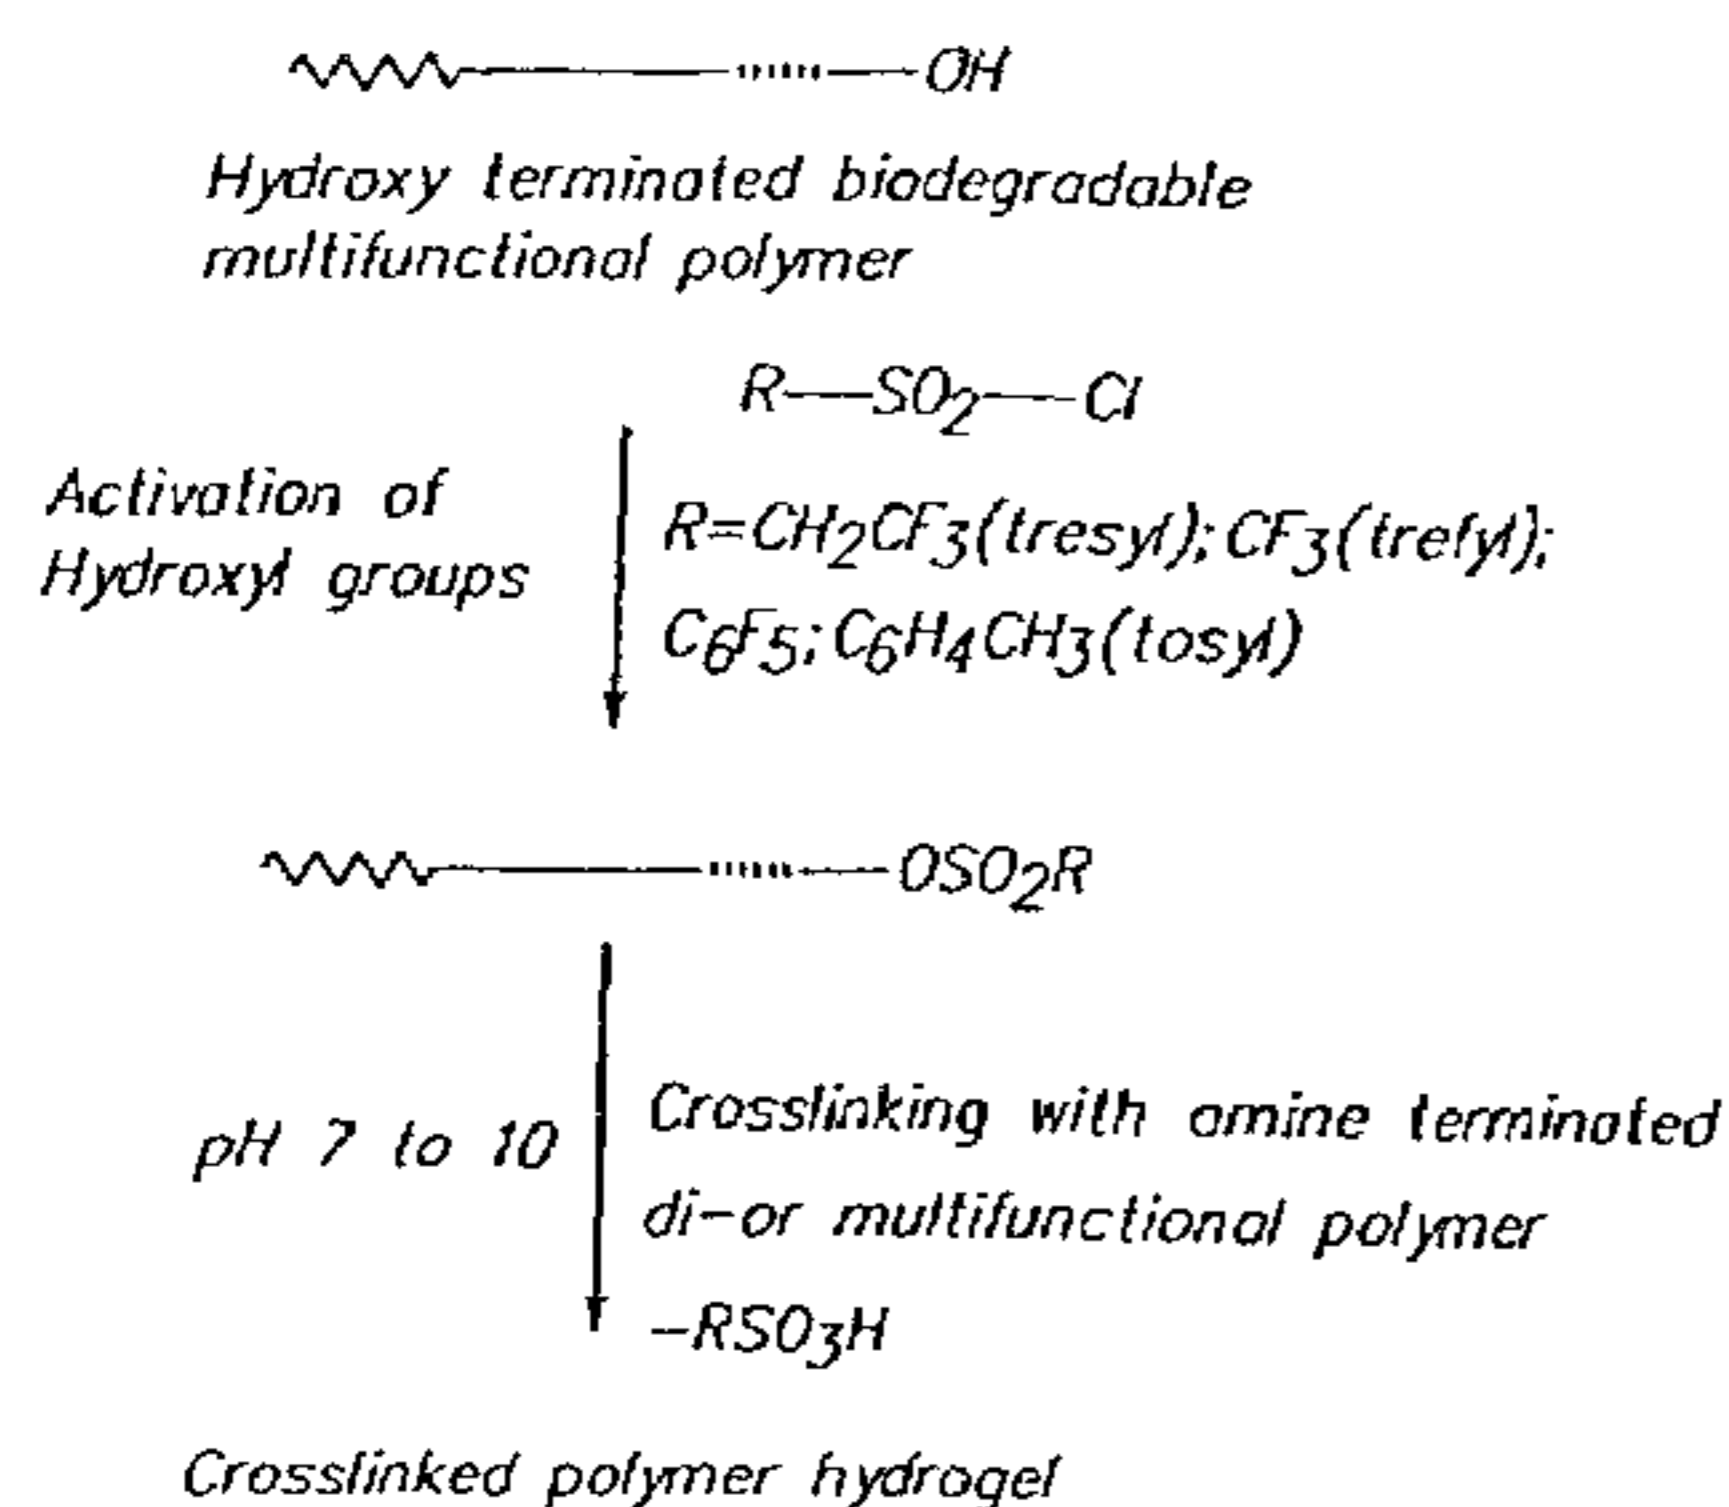 OH
Hydroxy terminated biodegradable
multifunctional polymer
R—SO2—Cl
Activation of
Hydroxyl groups
R=CH2CF3(tresyl); CF3(trefyl);
C6F5; C6H4CH3(tosyl)
OSO2R
pH 7 to 10
Crosslinking with amine terminated
di-or multifunctional polymer
-RSO3H
Crosslinked polymer hydrogel